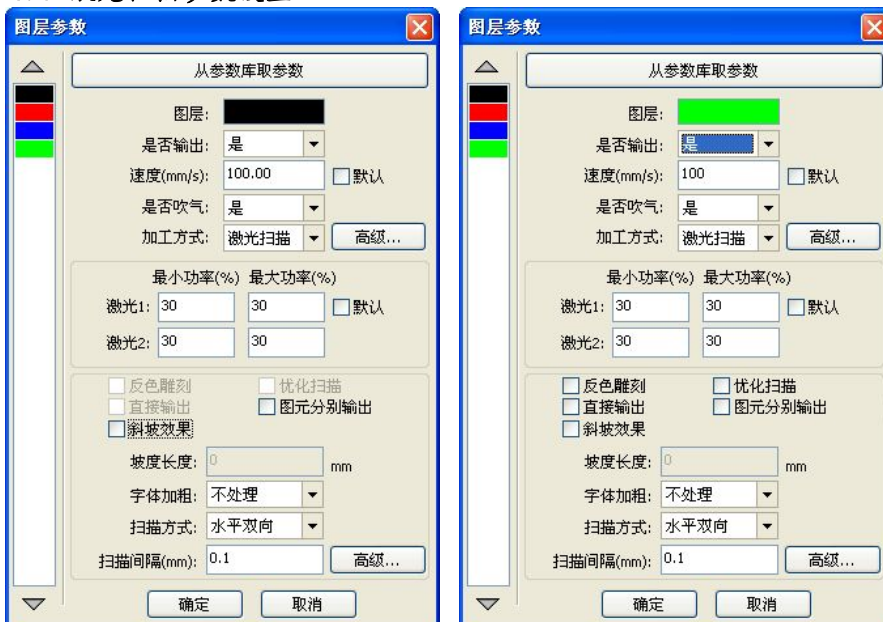 图层参数
从参数库取参数
图层:
是否输出: 是
速度(mm/s): 100.00 默认
是否吹气: 是
加工方式: 激光扫描 高级...
最小功率(%) 最大功率(%)
激光1: 30 30 默认
激光2: 30 30
反色雕刻 优化扫描
直接输出 图元分别输出
斜坡效果
坡度长度: 0 mm
字体加粗: 不处理
扫描方式: 水平双向
扫描间隔(mm): 0.1 高级...
确定 取消
图层参数
从参数库取参数
图层:
是否输出: 是
速度(mm/s): 100 默认
是否吹气: 是
加工方式: 激光扫描 高级...
最小功率(%) 最大功率(%)
激光1: 30 30 默认
激光2: 30 30
反色雕刻 优化扫描
直接输出 图元分别输出
斜坡效果
坡度长度: 0 mm
字体加粗: 不处理
扫描方式: 水平双向
扫描间隔(mm): 0.1 高级...
确定 取消